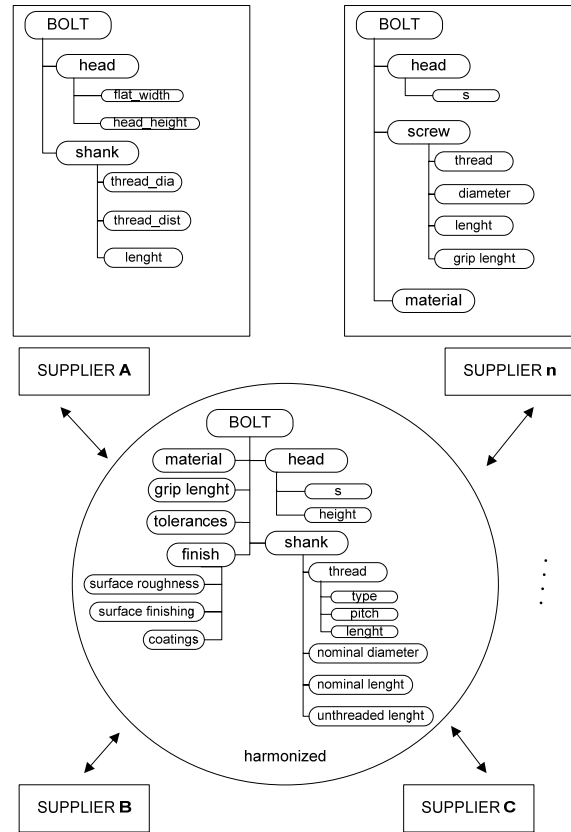 BOLT
head
flat_width
head_height
shank
thread_dia
thread_dist
lenght
BOLT
head
s
screw
thread
diameter
lenght
grip lenght
material
SUPPLIER A
SUPPLIER n
BOLT
material
head
grip lenght
s
tolerances
height
finish
shank
surface roughness
thread
surface finishing
type
pitch
coatings
lenght
nominal diameter
nominal lenght
unthreaded lenght
harmonized
SUPPLIER B
SUPPLIER C